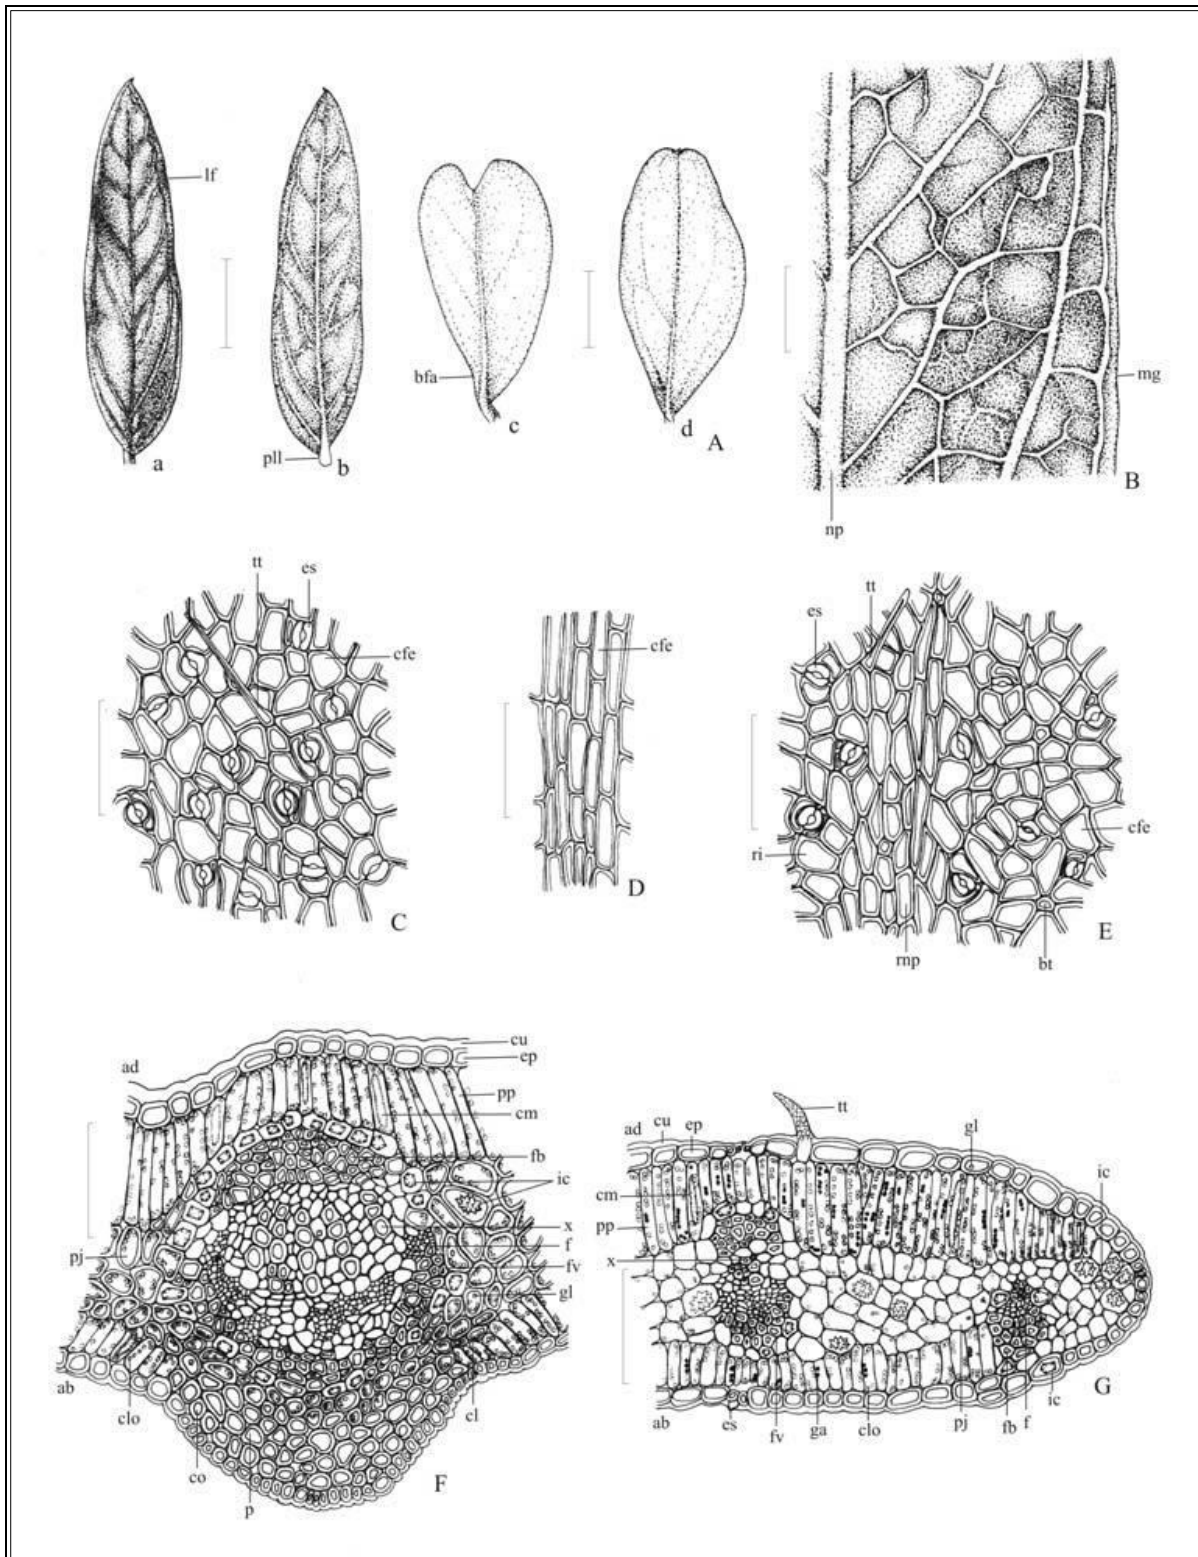 lf
bfa
pll
a
b
c
d
A
mg
B
np
tt
es
cfe
C
cfe
D
tt
es
cfe
ri
rnp
bt
E
ad
cu
ep
pp
cm
fb
ic
x
f
fv
gl
pj
ab
clo
co
p
cl
F
tt
ad
cu
ep
gl
ic
cm
pp
x
ab
es
fv
ga
clo
pj
fb
f
ic
G